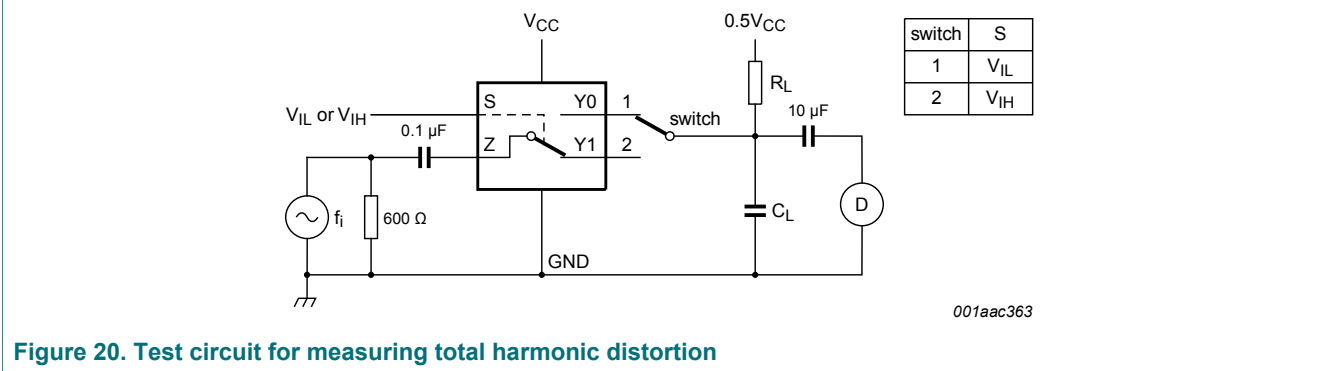 VCC
0.5VCC
switch S
1 VIL
2 VIH
RL
10 µF
VIL or VIH
S
Y0
1
switch
0.1 µF
Z
Y1
2
fi
600 Ω
CL
D
GND
001aac363
Figure 20. Test circuit for measuring total harmonic distortion